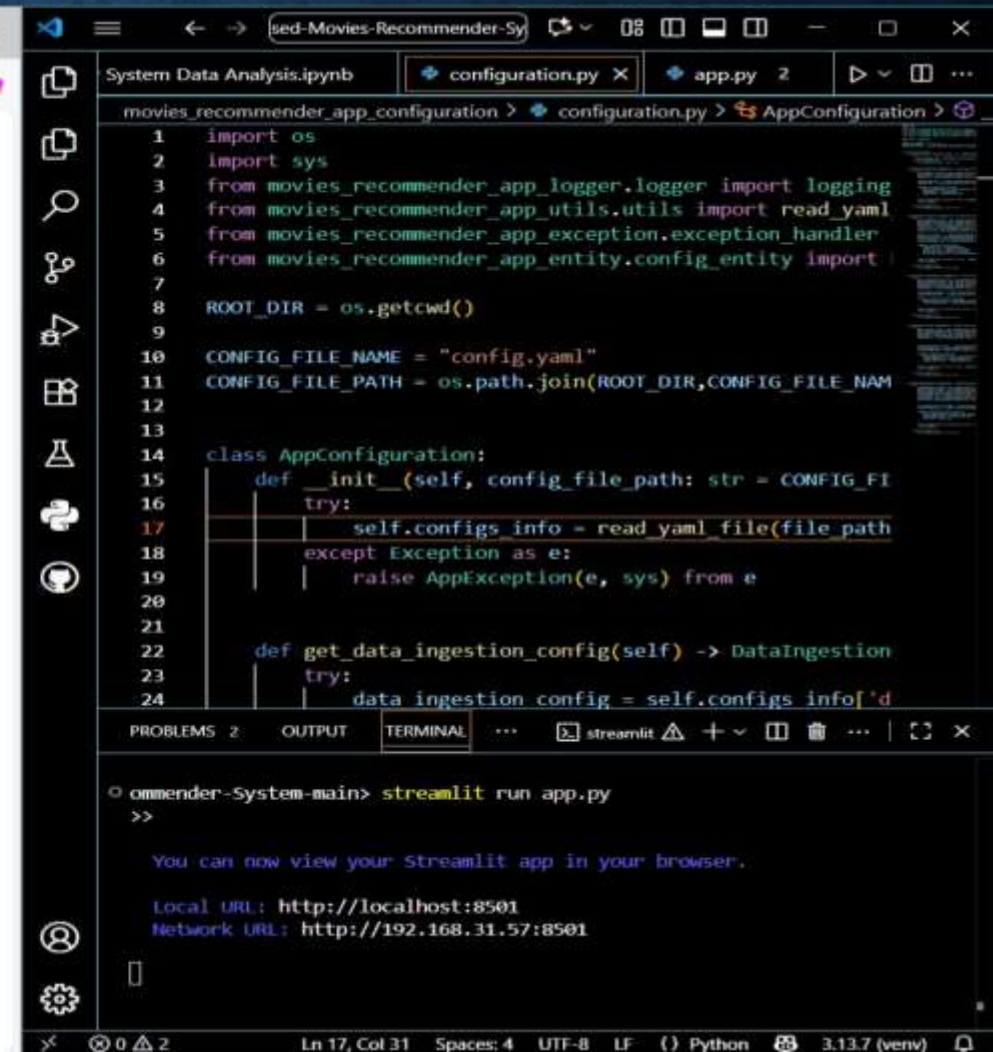 sed-Movies-Recommender-Sy
System Data Analysis.ipynb configuration.py app.py 2
movies_recommender_app_configuration > configuration.py > AppConfiguration >
1 import os
2 import sys
3 from movies_recommender_app_logger.logger import logging
4 from movies_recommender_app_utils.utils import read_yaml
5 from movies_recommender_app_exception.exception_handler
6 from movies_recommender_app_entity.config_entity import
7
8 ROOT_DIR = os.getcwd()
9
10 CONFIG_FILE_NAME = "config.yaml"
11 CONFIG_FILE_PATH = os.path.join(ROOT_DIR,CONFIG_FILE_NAM
12
13
14 class AppConfiguration:
15 def __init__(self, config_file_path: str = CONFIG_FI
16 try:
17 self.configs_info = read_yaml_file(file_path
18 except Exception as e:
19 raise AppException(e, sys) from e
20
21
22 def get_data_ingestion_config(self) -> DataIngestion
23 try:
24 data_ingestion_config = self.configs_info['d
PROBLEMS 2 OUTPUT TERMINAL ... streamlit
ommender-System-main> streamlit run app.py
>>
You can now view your Streamlit app in your browser.
Local URL: http://localhost:8501
Network URL: http://192.168.31.57:8501
0 2 Ln 17, Col 31 Spaces: 4 UTF-8 LF {} Python 3.13.7 (venv)